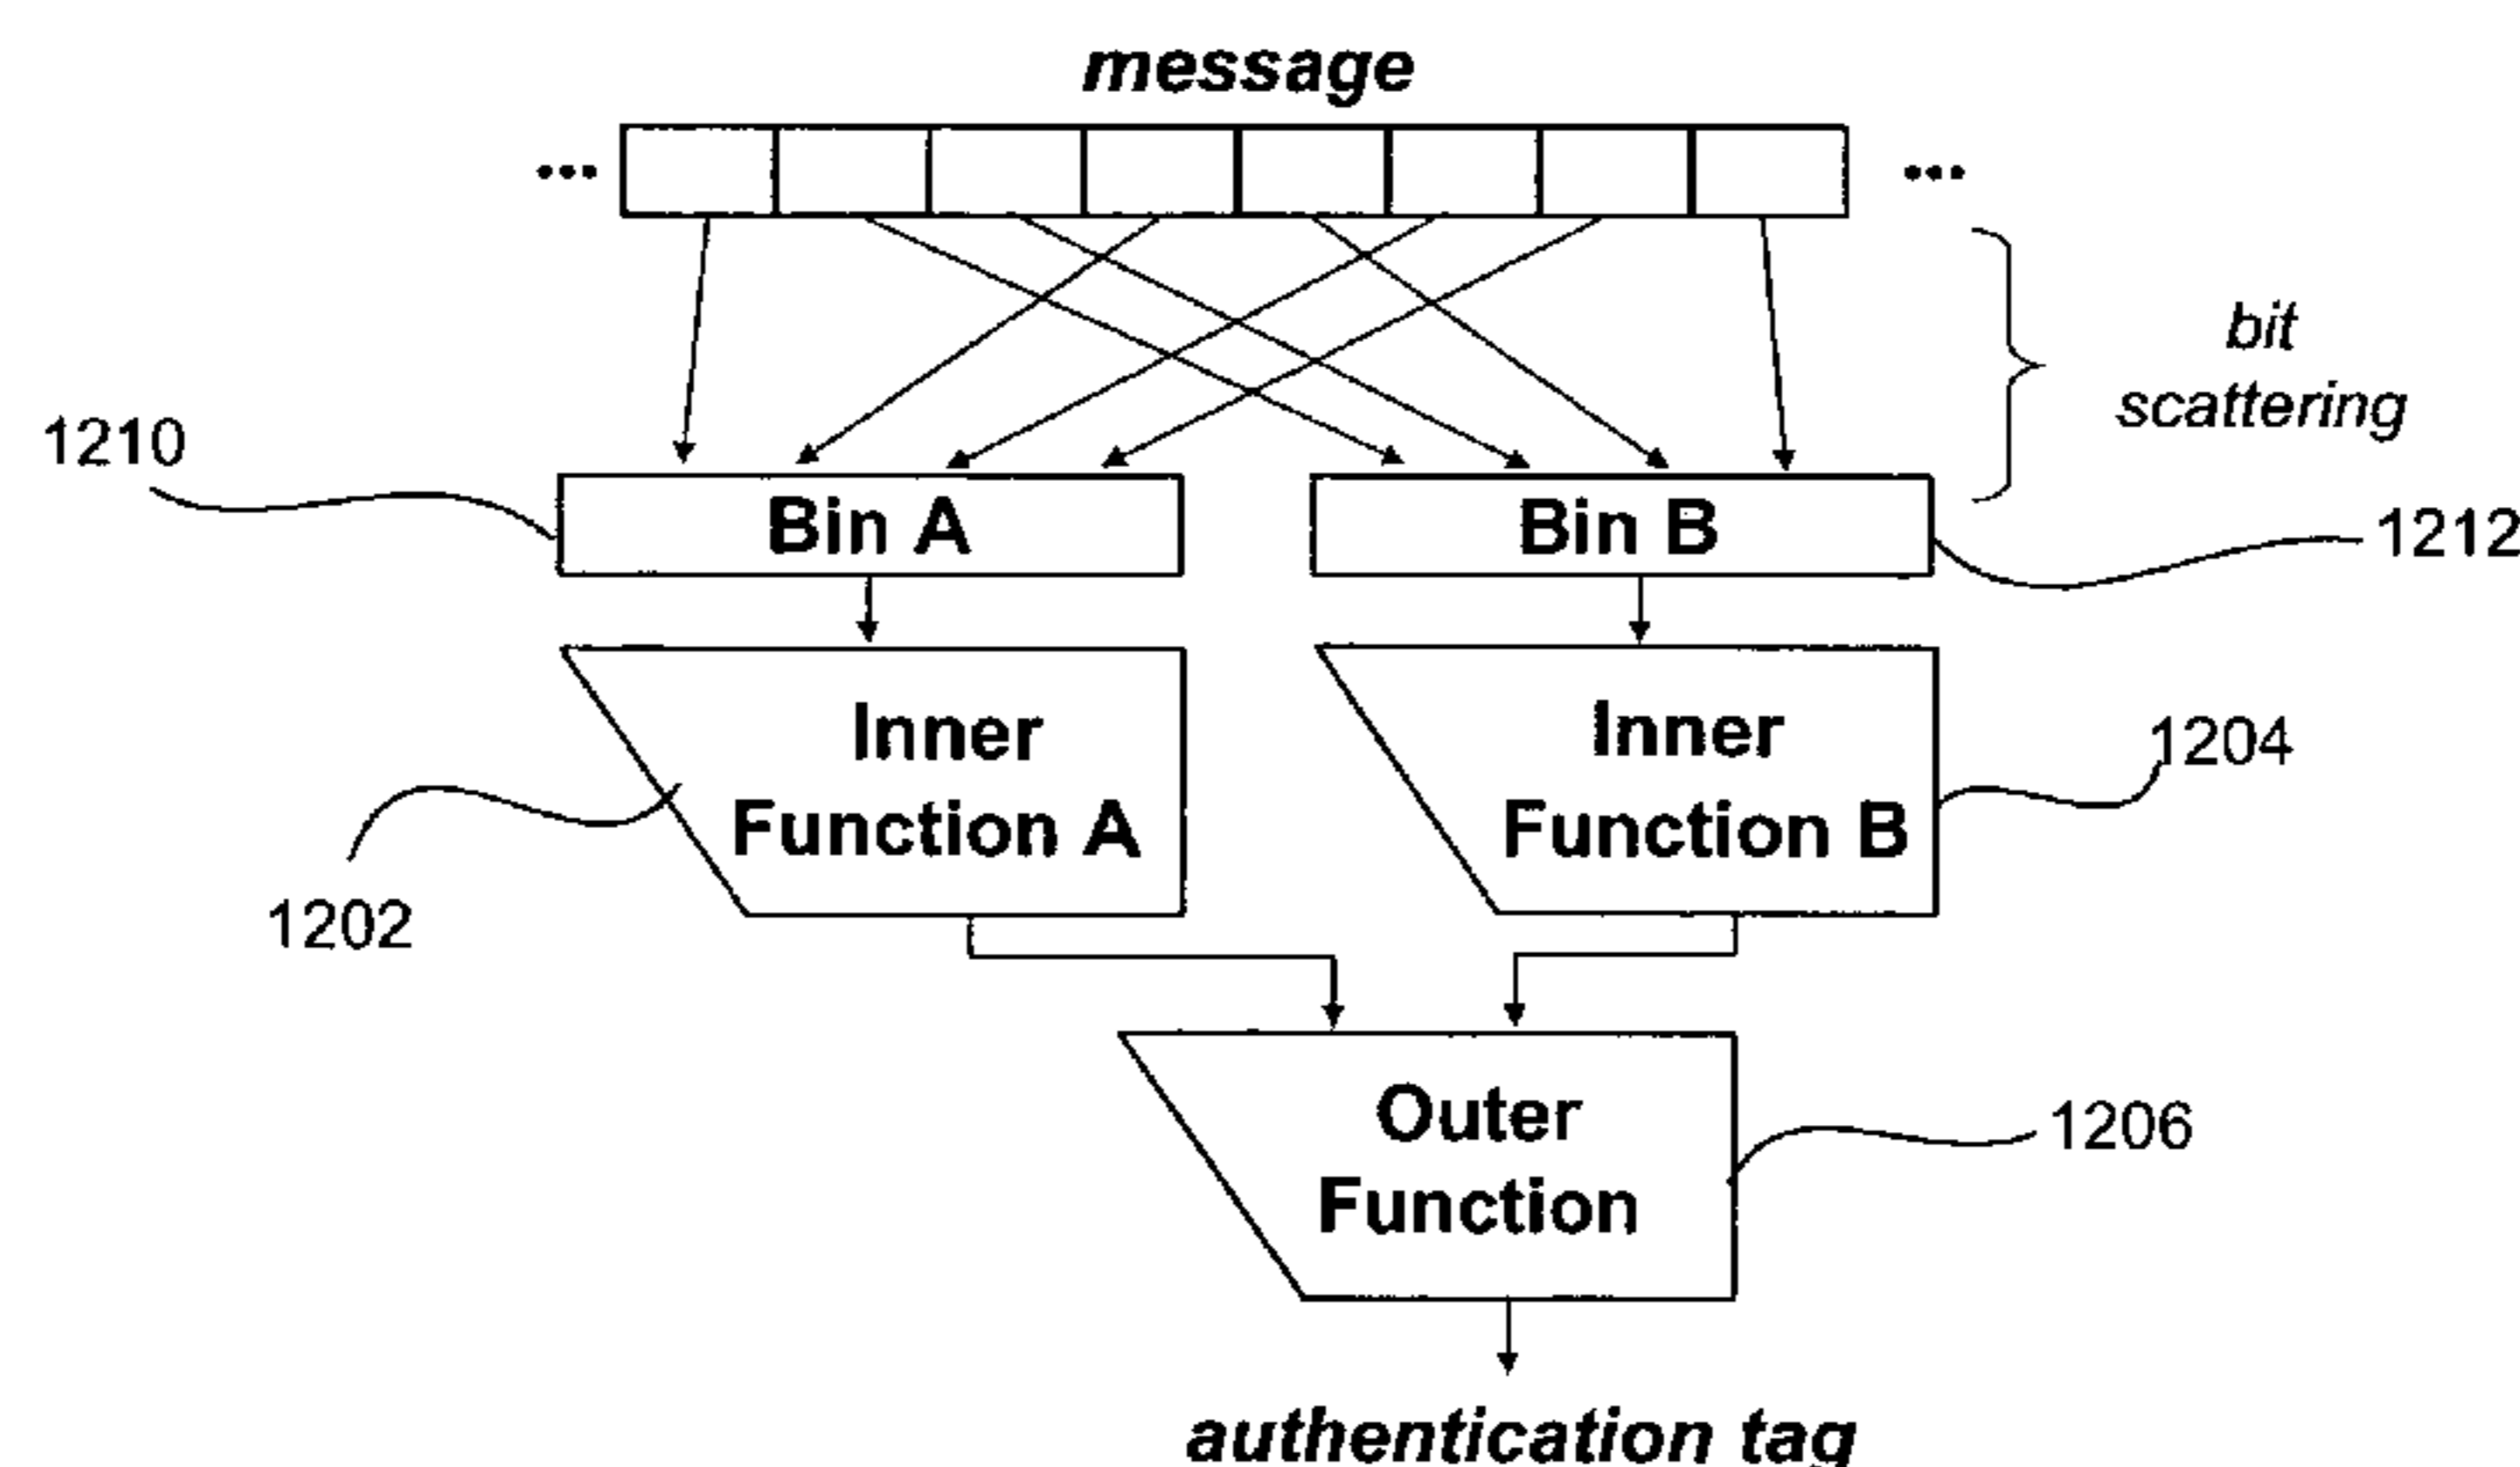 message
... ...
bit
scattering
1210
Bin A Bin B
1212
Inner
Function A
Inner
Function B
1204
1202
Outer
Function
1206
authentication tag